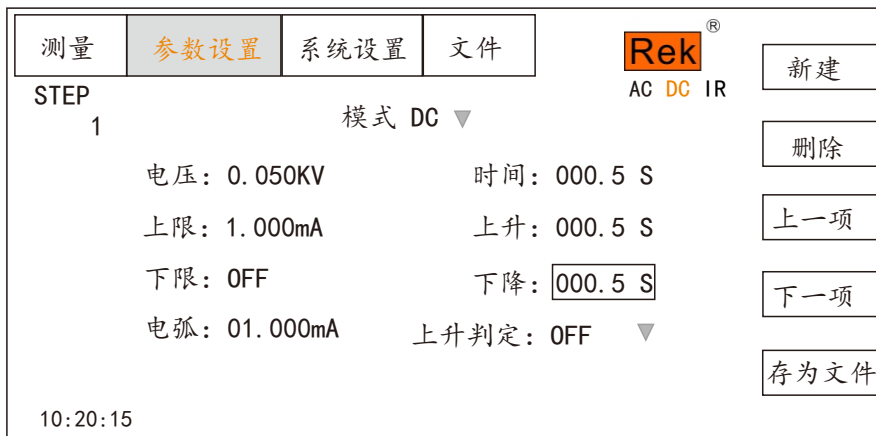 测量 参数设置 系统设置 文件 Rek®
AC DC IR
STEP
1
模式 DC
电压: 0.050KV 时间: 000.5 S
上限: 1.000mA 上升: 000.5 S
下限: OFF 下降: 000.5 S
电弧: 01.000mA 上升判定: OFF
10:20:15
新建
删除
上一项
下一项
存为文件